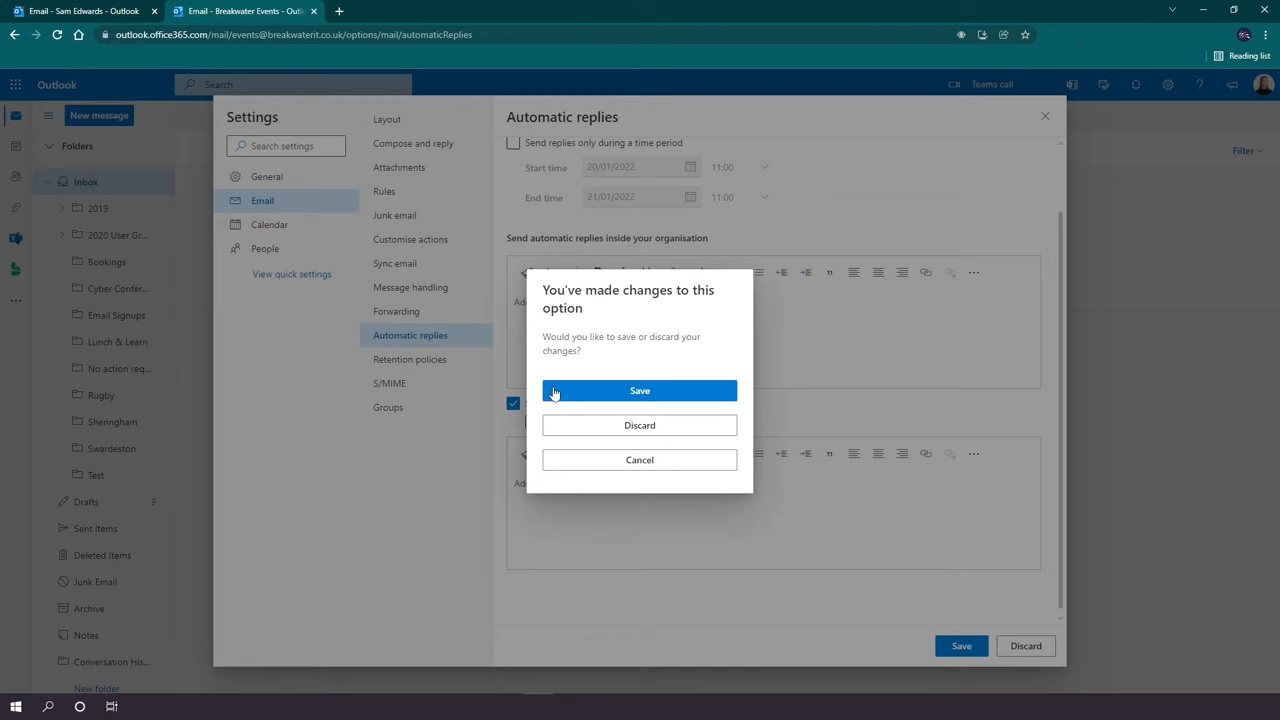 Email - Sam Edwards - Outlook
Email - Breakwater Events - Outl
outlook.office365.com/mail/events@breakwaterit.co.uk/options/mail/automaticReplies
Reading list
Outlook
Search
Teams call
New message
Folders
Filter
Inbox
2019
2020 User Gr...
Bookings
Cyber Confer...
Email Signups
Lunch & Learn
No action req...
Rugby
Sheringham
Swardeston
Test
Drafts 9
Sent Items
Deleted Items
Junk Email
Archive
Notes
Conversation His...
New folder
Settings
Search settings
General
Email
Calendar
People
View quick settings
Layout
Compose and reply
Attachments
Rules
Junk email
Customise actions
Sync email
Message handling
Forwarding
Automatic replies
Retention policies
S/MIME
Groups
Automatic replies
Send replies only during a time period
Start time 20/01/2022 11:00
End time 21/01/2022 11:00
Send automatic replies inside your organisation
You've made changes to this
option
Would you like to save or discard your
changes?
Save
Discard
Cancel
Save
Discard